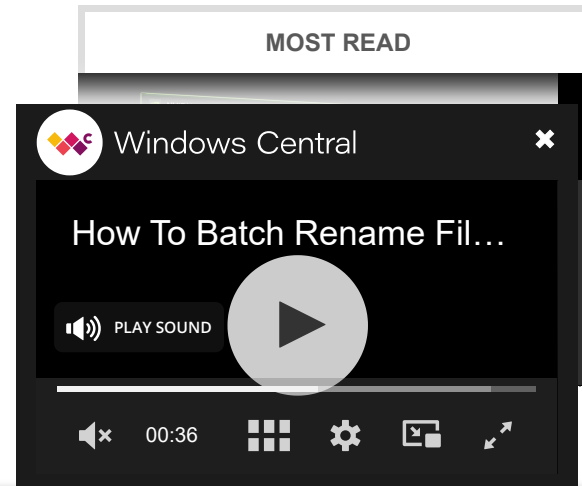 MOST READ
Windows Central
How To Batch Rename Fil...
PLAY SOUND
00:36